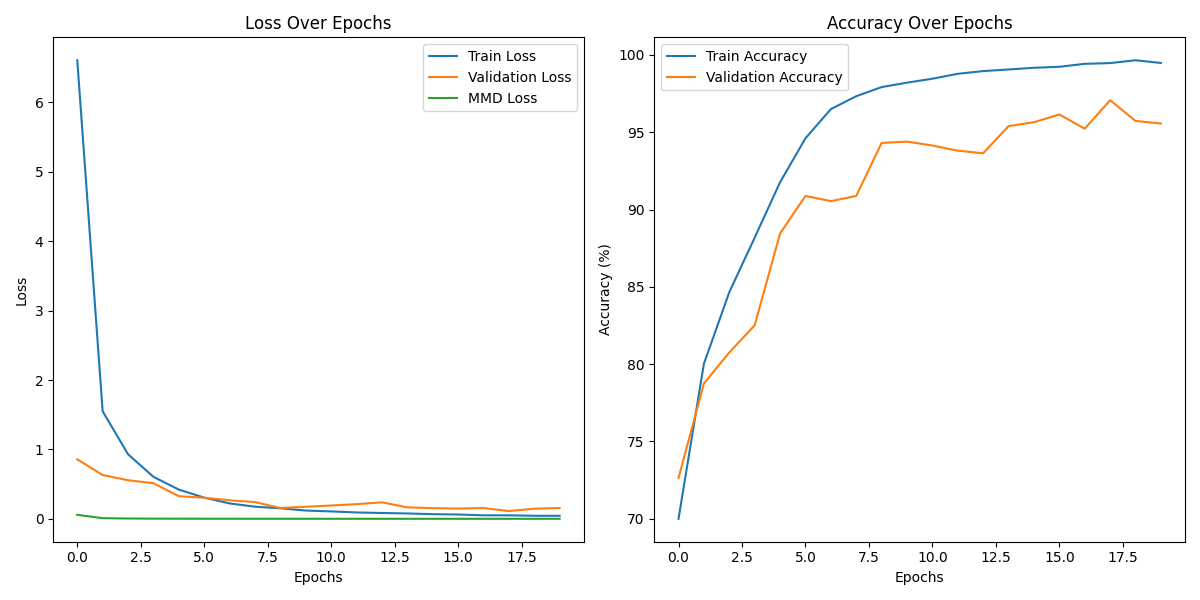 Loss Over Epochs
Train Loss
Validation Loss
MMD Loss
6
5
4
3
2
1
0
Loss
0.0 2.5 5.0 7.5 10.0 12.5 15.0 17.5
Epochs
Accuracy Over Epochs
Train Accuracy
Validation Accuracy
100
95
90
85
80
75
70
Accuracy (%)
0.0 2.5 5.0 7.5 10.0 12.5 15.0 17.5
Epochs